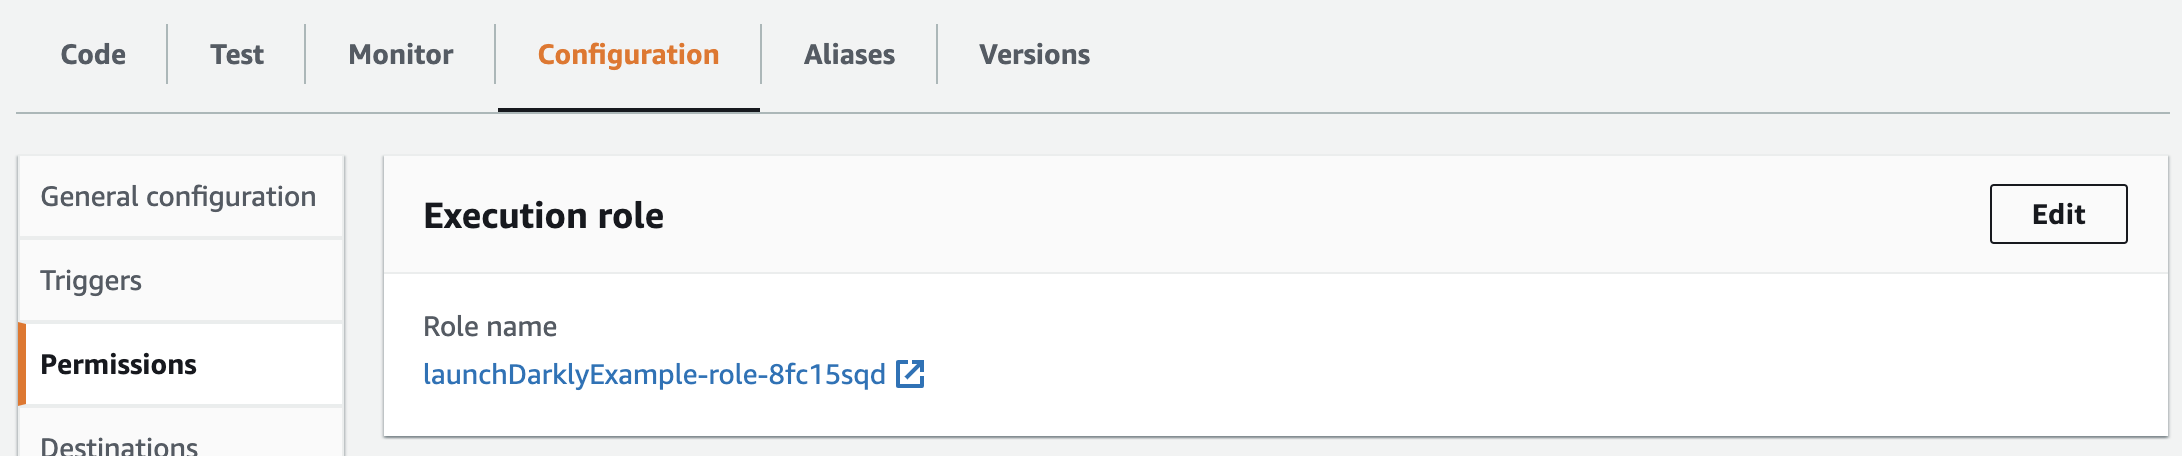 Code Test Monitor Configuration Aliases Versions
General configuration
Triggers
Permissions
Destinations
Execution role
Edit
Role name
launchDarklyExample-role-8fc15sqd